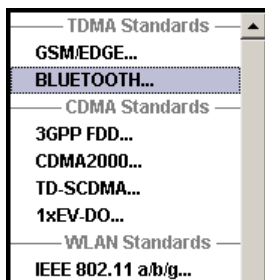 TDMA Standards
GSM/EDGE...
BLUETOOTH...
CDMA Standards
3GPP FDD...
CDMA2000...
TD-SCDMA...
1xEV-DO...
WLAN Standards
IEEE 802.11 a/b/g...